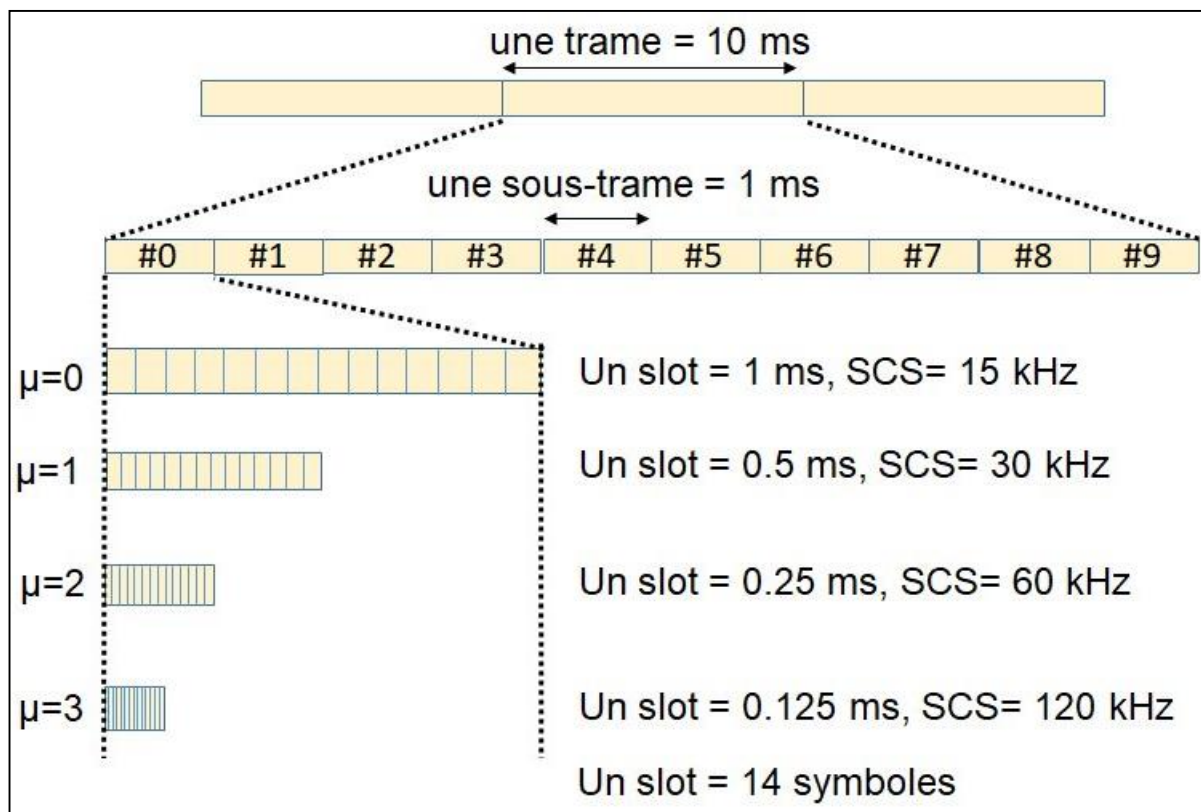 une trame = 10 ms
une sous-trame = 1 ms
#0 #1 #2 #3 #4 #5 #6 #7 #8 #9
µ=0 Un slot = 1 ms, SCS= 15 kHz
µ=1 Un slot = 0.5 ms, SCS= 30 kHz
µ=2 Un slot = 0.25 ms, SCS= 60 kHz
µ=3 Un slot = 0.125 ms, SCS= 120 kHz
Un slot = 14 symboles